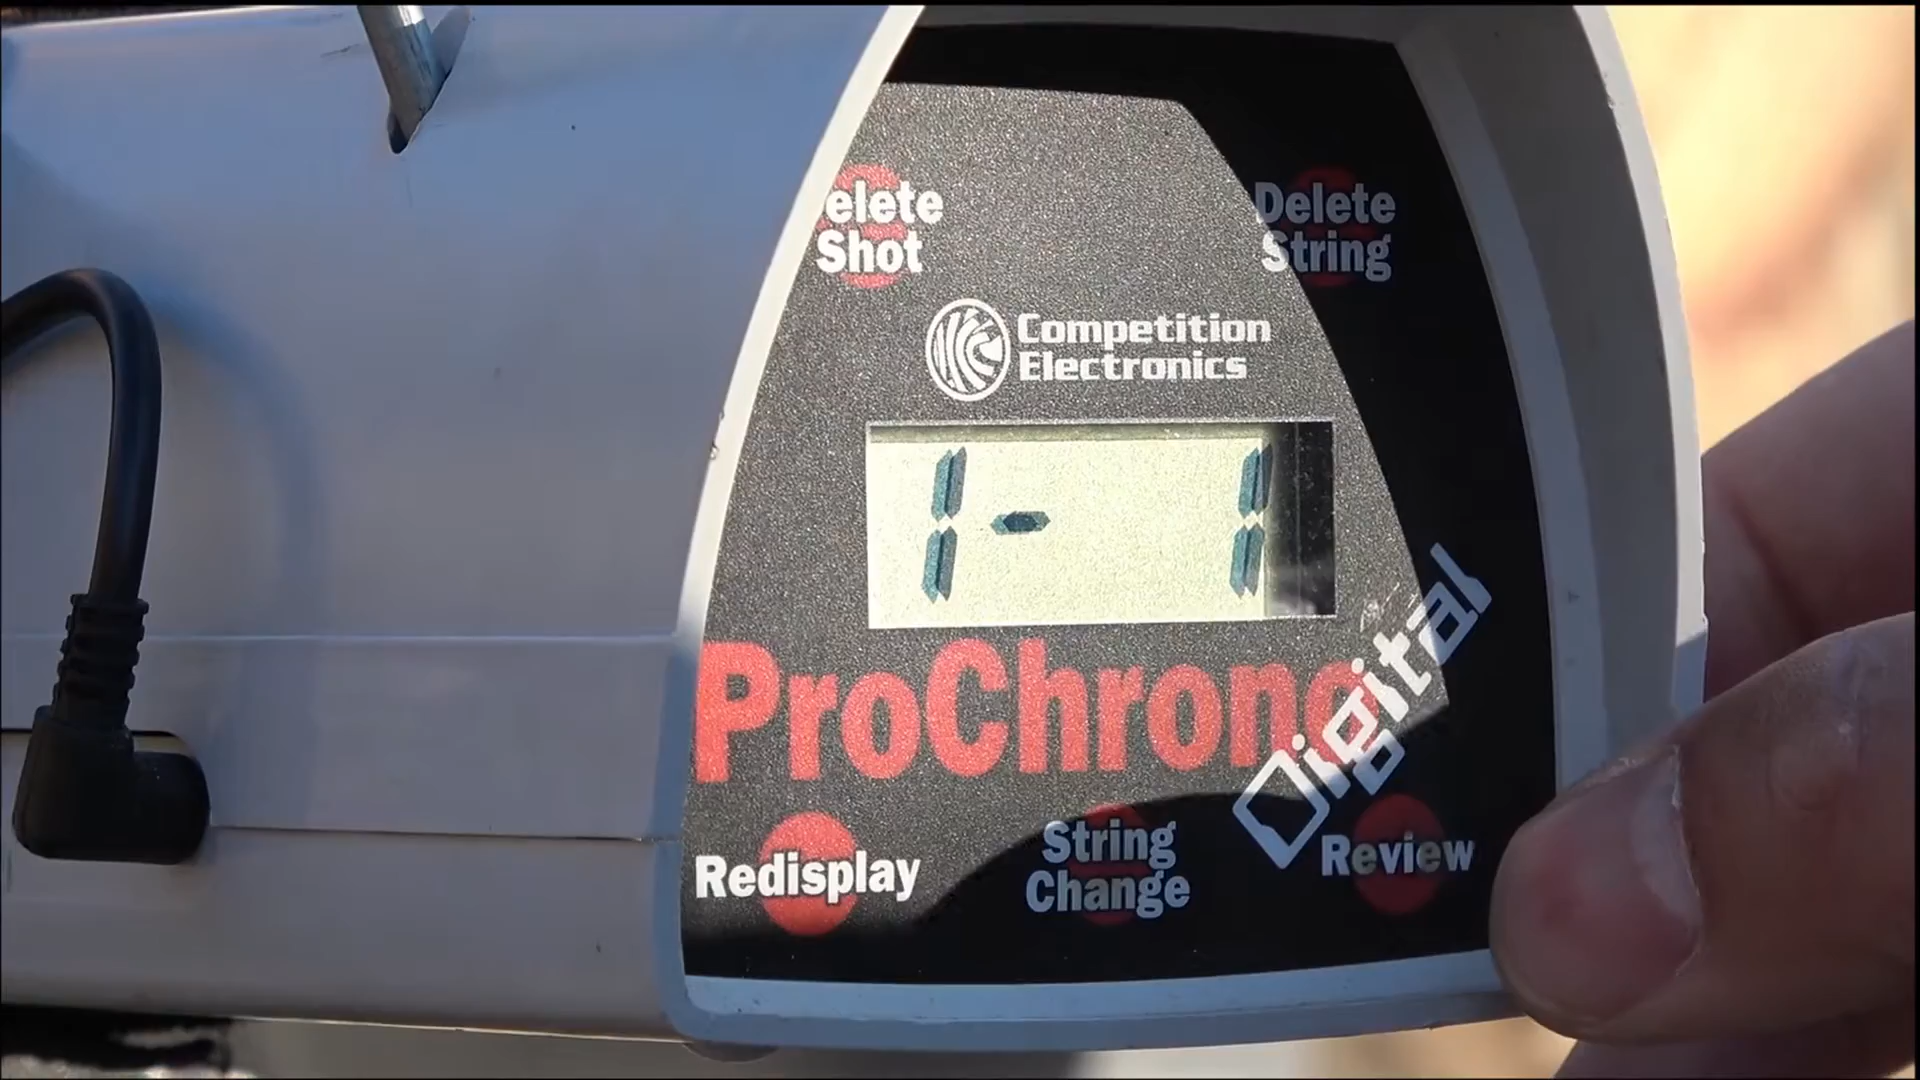 elete
Shot
Delete
String
Competition
Electronics
1- 1
ProChrono
Digital
Redisplay
String
Change
Review